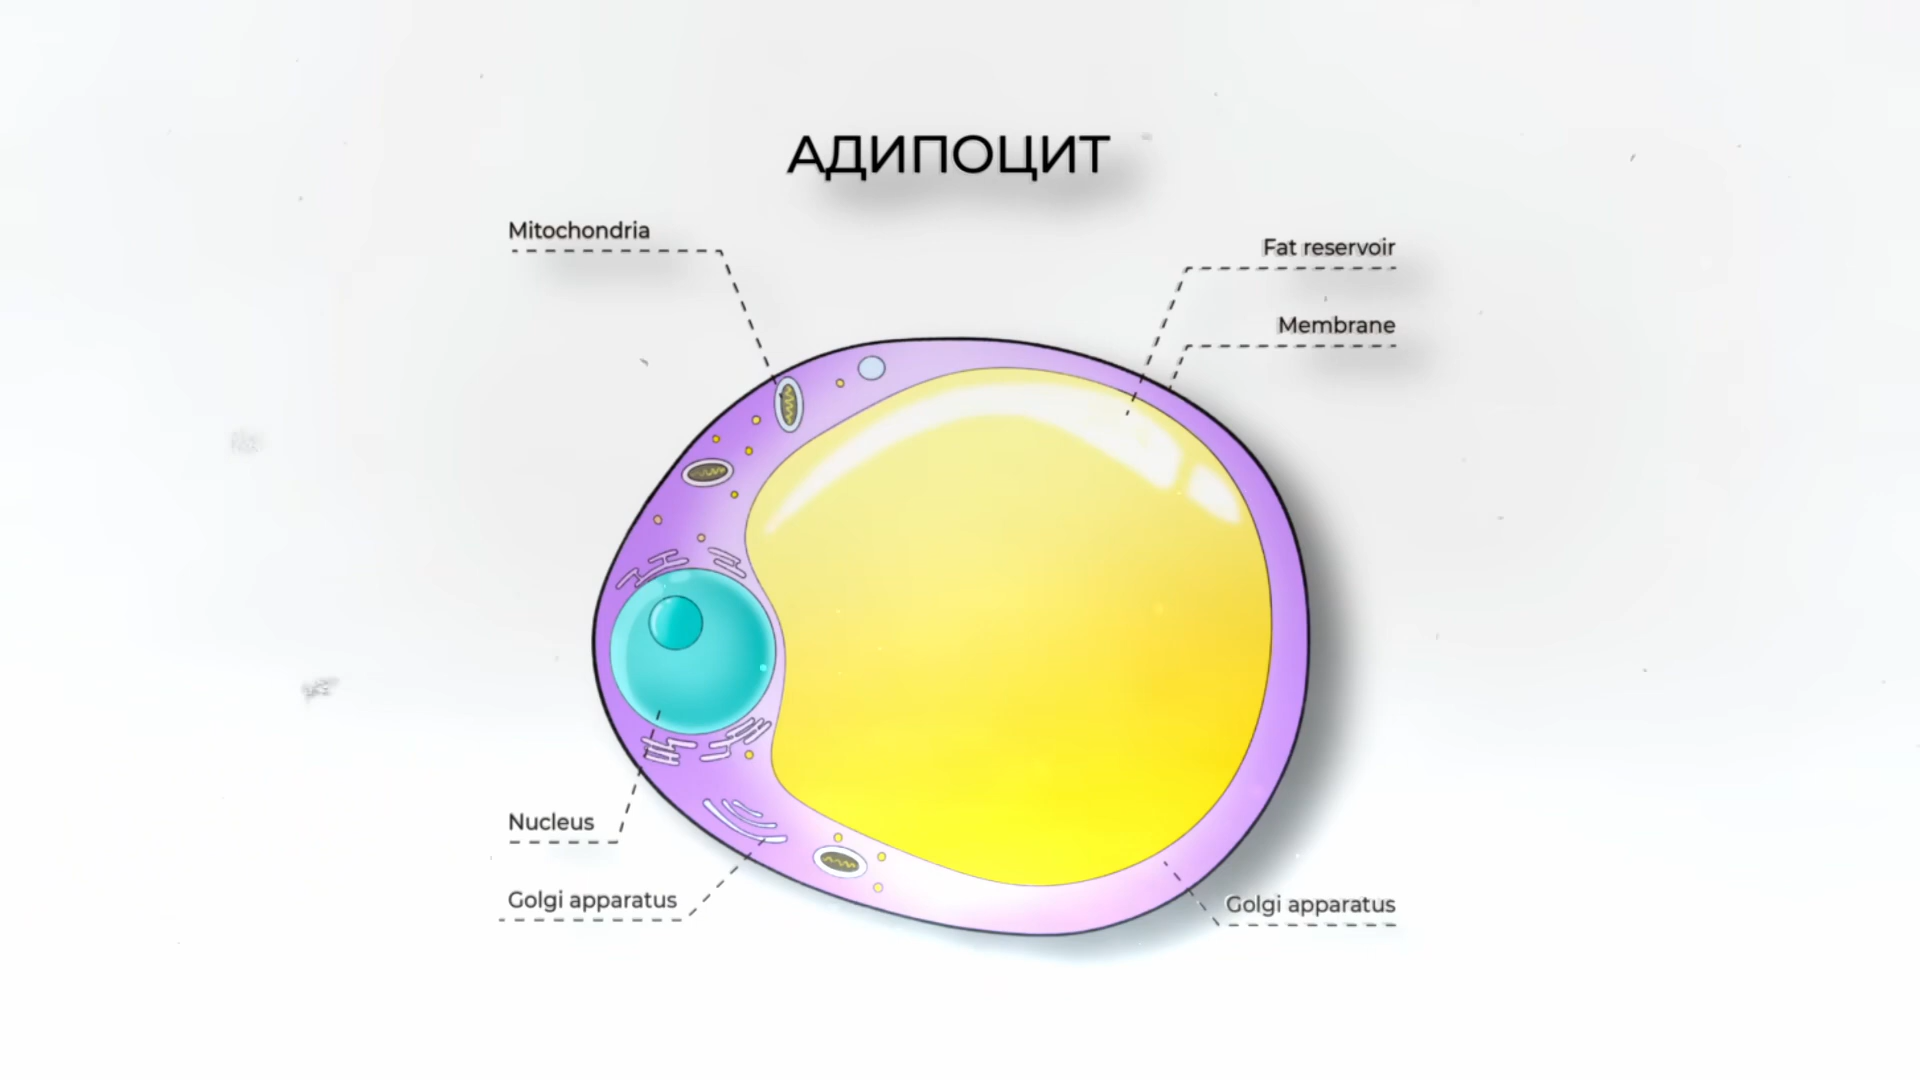 АДИПОЦИТ
Mitochondria
Fat reservoir
Membrane
Nucleus
Golgi apparatus
Golgi apparatus